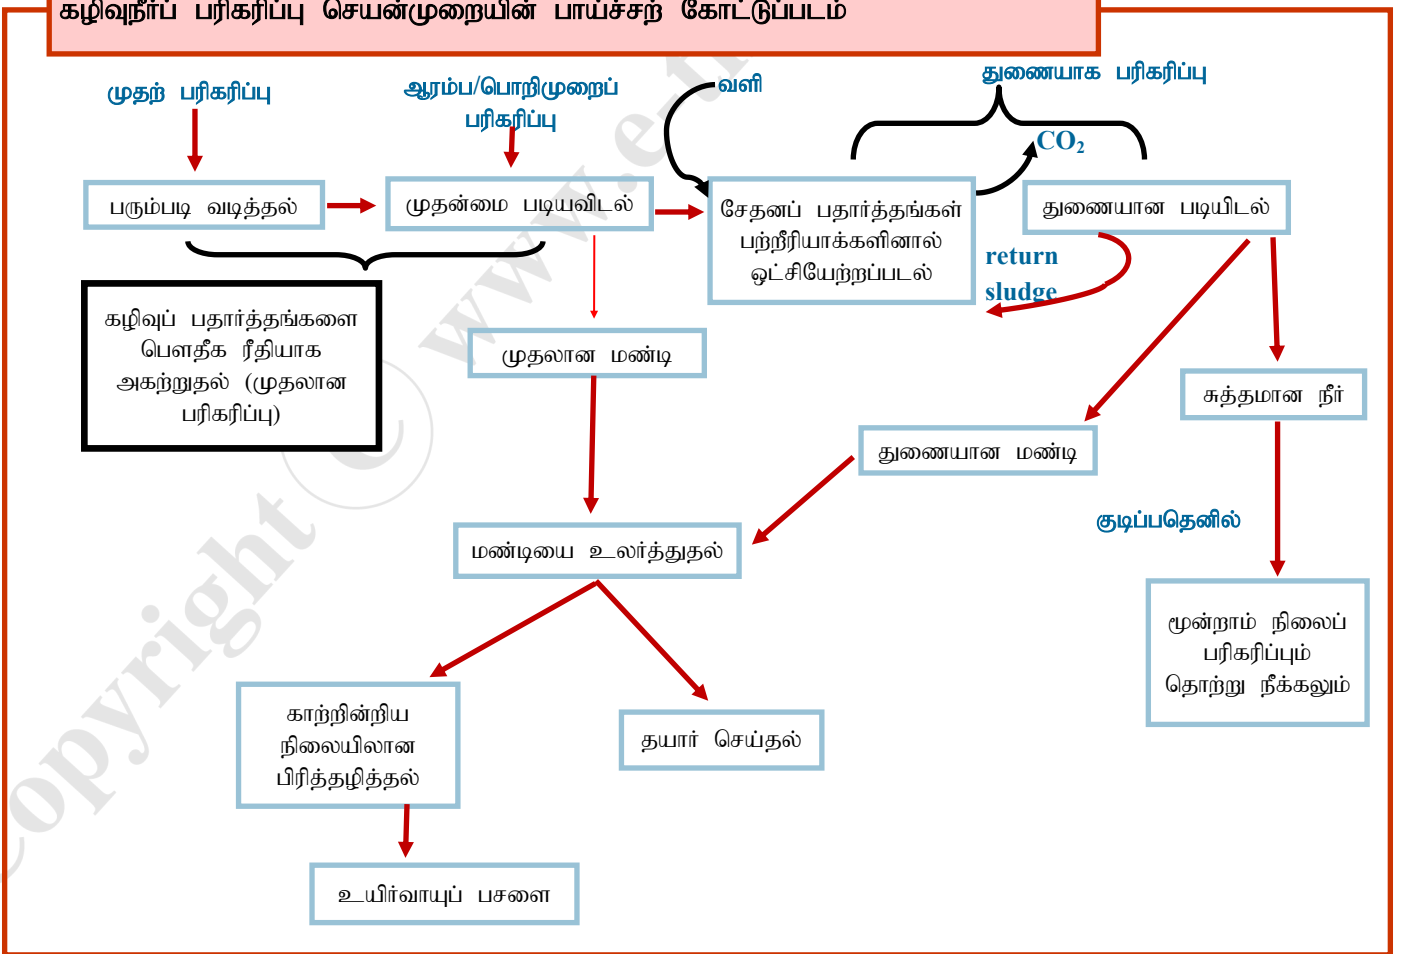 கழிவுநீர்ப் பரிகரிப்பு செயன்முறையின் பாய்ச்சற் கோட்டுப்படம்
முதற் பரிகரிப்பு
ஆரம்ப/பொறிமுறைப்
பரிகரிப்பு
வளி
துணையாக பரிகரிப்பு
CO₂
பரும்படி வடித்தல்
முதன்மை படியவிடல்
சேதனப் பதார்த்தங்கள்
பற்றீரியாக்களினால்
ஒட்சியேற்றப்படல்
துணையான படியிடல்
return
sludge
கழிவுப் பதார்த்தங்களை
பௌதீக ரீதியாக
அகற்றுதல் (முதலான
பரிகரிப்பு)
முதலான மண்டி
சுத்தமான நீர்
துணையான மண்டி
குடிப்பதெனில்
மண்டியை உலர்த்துதல்
மூன்றாம் நிலைப்
பரிகரிப்பும்
தொற்று நீக்கலும்
காற்றின்றிய
நிலையிலான
பிரித்தழித்தல்
தயார் செய்தல்
உயிர்வாயுப் பசளை
Copyright © www.e-t